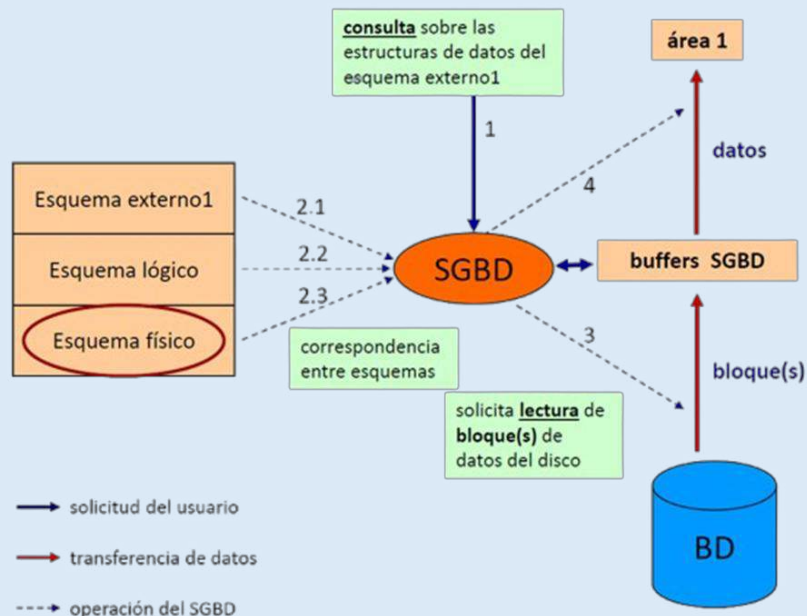 consulta sobre las
estructuras de datos del
esquema externo1
área 1
1
datos
4
Esquema externo1
2.1
Esquema lógico
2.2
SGBD
buffers SGBD
2.3
Esquema físico
correspondencia
entre esquemas
3
bloque(s)
solicita lectura de
bloque(s) de
datos del disco
solicitud del usuario
transferencia de datos
BD
operación del SGBD